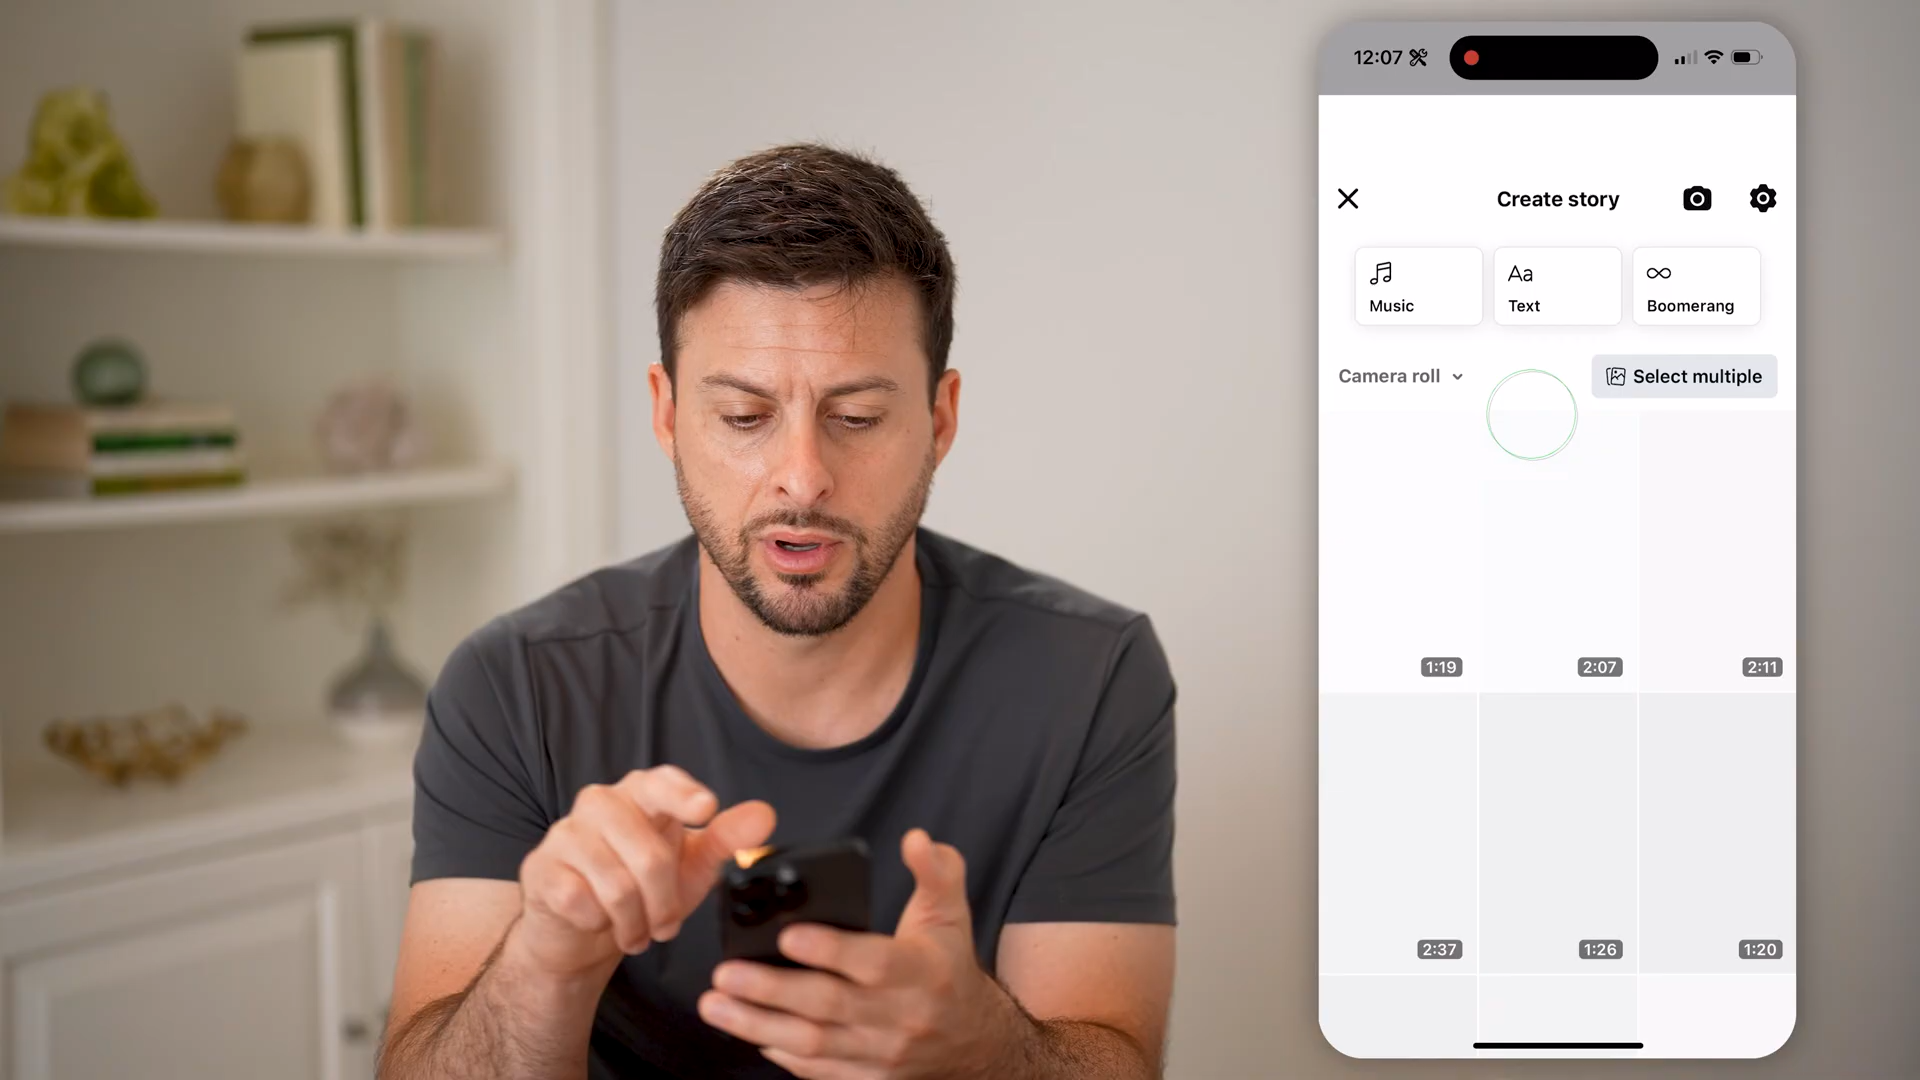 12:07
Create story
Music
Aa
Text
Boomerang
Camera roll
Select multiple
1:19
2:07
2:11
2:37
1:26
1:20